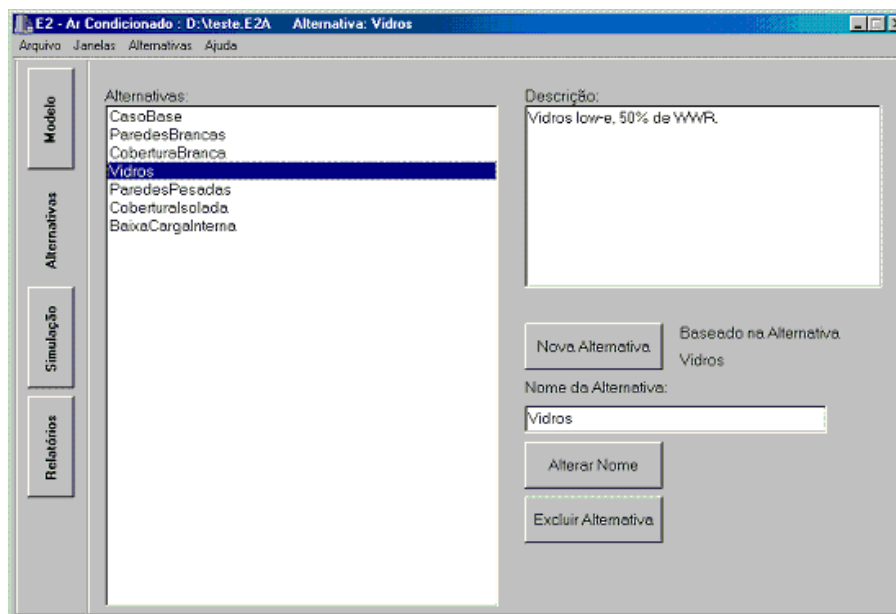 E2 - Ar Condicionado : D:\teste.E2A Alternativa: Vidros
Arquivo Janelas Alternativas Ajuda
Modelo
Alternativas
Simulação
Relatórios
Alternativas:
CasoBase
ParedesBrancas
CoberturaBranca
Vidros
ParedesPesadas
CoberturaIsolada
BaixaCargaInterna
Descrição:
Vidros low-e, 50% de WWR.
Nova Alternativa
Baseado na Alternativa
Vidros
Nome da Alternativa:
Vidros
Alterar Nome
Excluir Alternativa